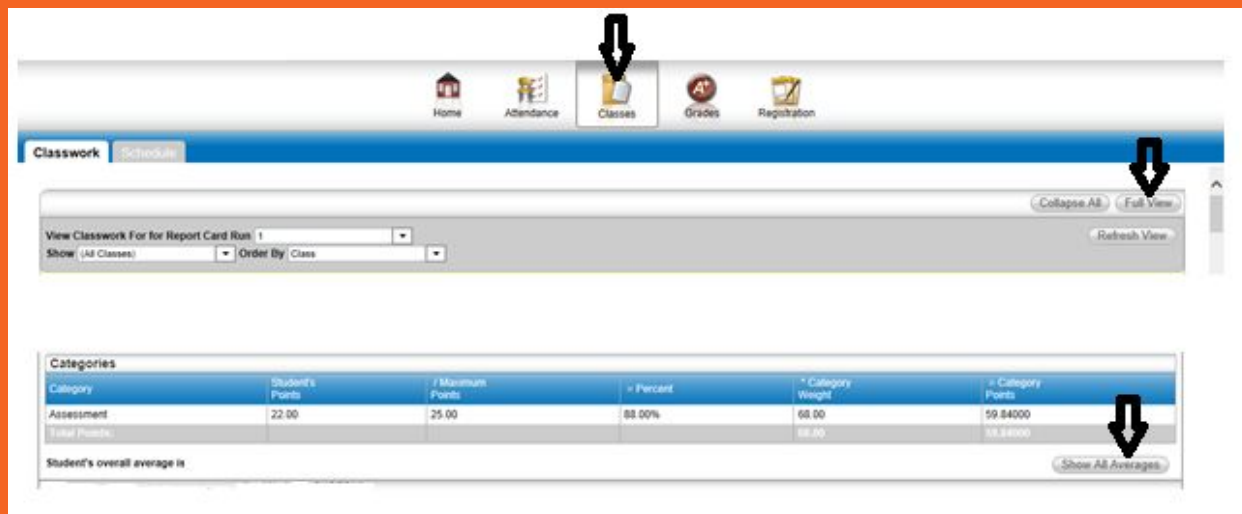 Home Attendance Classes Grades Registration
Classwork Schedule
Collapse All Full View
View Classwork For for Report Card Run 1 Refresh View
Show (All Classes) Order By Class
Categories
Category Student's Points / Maximum Points = Percent * Category Weight = Category Points
Assessment 22.00 25.00 88.00% 68.00 59.84000
Total Points: 68.00 59.84000
Student's overall average is Show All Averages